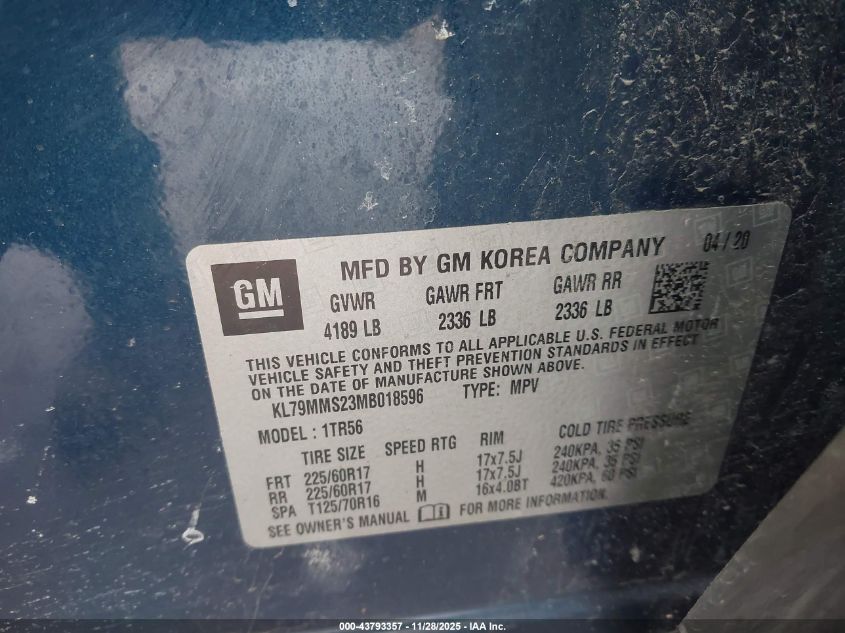 MFD BY GM KOREA COMPANY 04 / 20
GM
GVWR GAWR FRT GAWR RR
4189 LB 2336 LB 2336 LB
THIS VEHICLE CONFORMS TO ALL APPLICABLE U.S. FEDERAL MOTOR
VEHICLE SAFETY AND THEFT PREVENTION STANDARDS IN EFFECT
ON THE DATE OF MANUFACTURE SHOWN ABOVE.
KL79MMS23MB018596 TYPE: MPV
MODEL : 1TR56
TIRE SIZE SPEED RTG RIM COLD TIRE PRESSURE
FRT 225/60R17 H 17x7.5J 240KPA, 35 PSI
RR 225/60R17 H 17x7.5J 240KPA, 35 PSI
SPA T125/70R16 M 16x4.08T 420KPA, 60 PSI
SEE OWNER'S MANUAL FOR MORE INFORMATION.
000-43793357 - 11/28/2025 - IAA Inc.